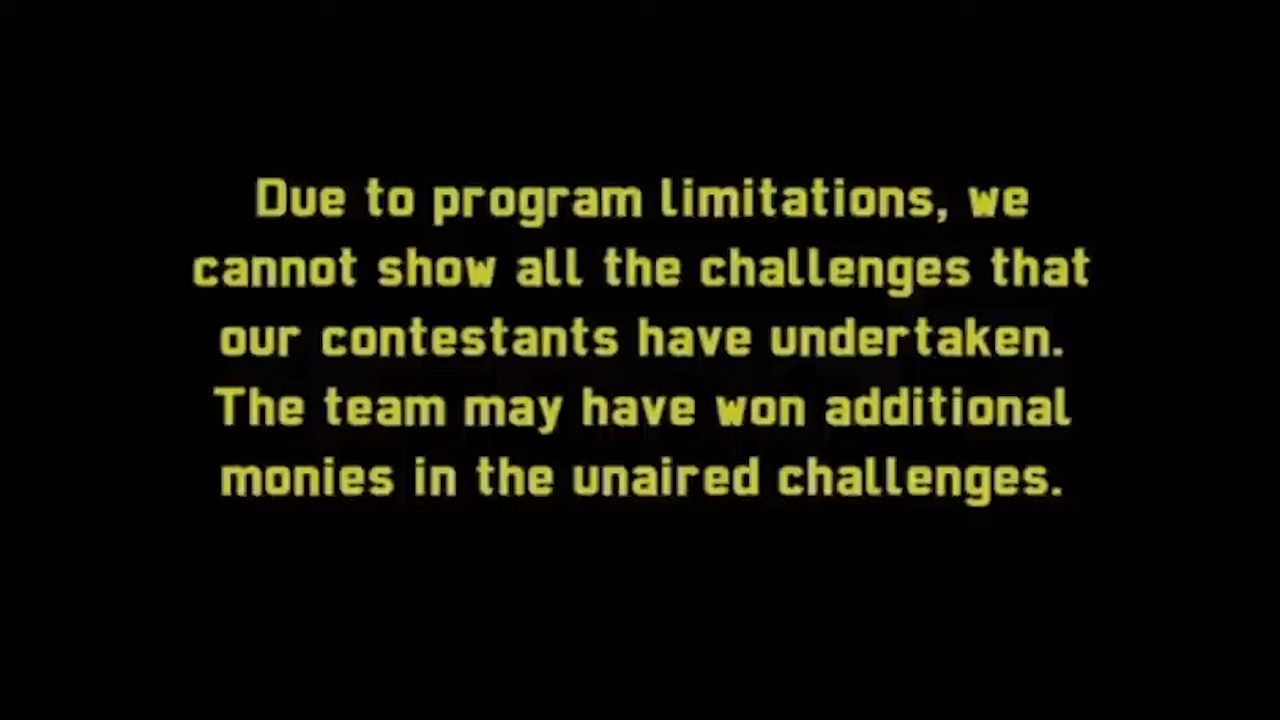 Due to program limitations, we
cannot show all the challenges that
our contestants have undertaken.
The team may have won additional
monies in the unaired challenges.